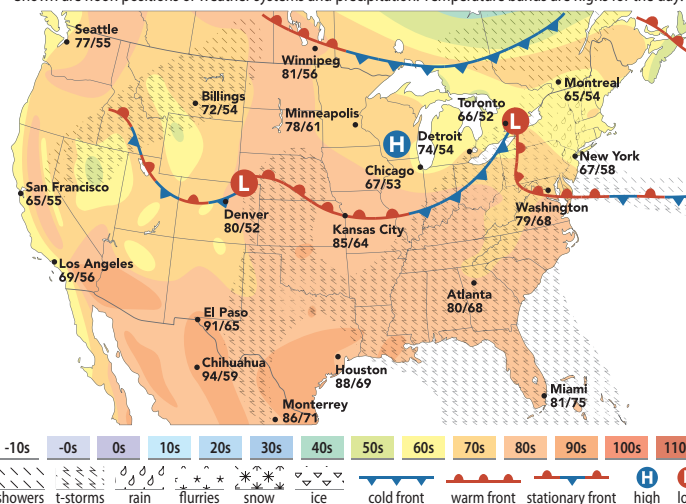 Shown are noon positions of weather systems and precipitation. Temperature bands are highs for the day.
Seattle
77/55
Winnipeg
81/56
Billings
72/54
Minneapolis
78/61
Montreal
65/54
Toronto
66/52
L
H
Detroit
74/54
Chicago
67/53
New York
67/58
L
San Francisco
65/55
Denver
80/52
Kansas City
85/64
Washington
79/68
Los Angeles
69/56
Atlanta
80/68
El Paso
91/65
Chihuahua
94/59
Houston
88/69
Monterrey
86/71
Miami
81/75
-10s -0s 0s 10s 20s 30s 40s 50s 60s 70s 80s 90s 100s 110
H L
showers t-storms rain flurries snow ice cold front warm front stationary front high